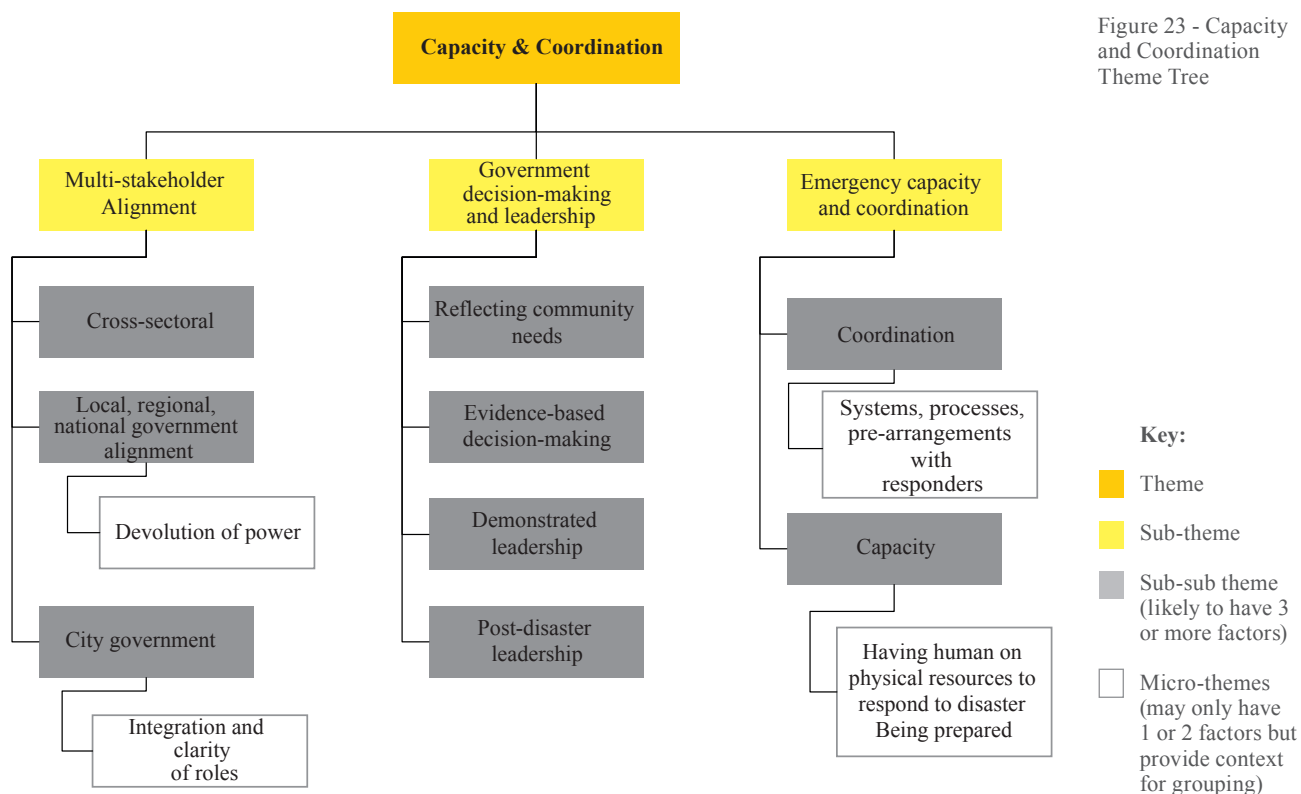 Capacity & Coordination
Figure 23 - Capacity
and Coordination
Theme Tree
Multi-stakeholder
Alignment
Government
decision-making
and leadership
Emergency capacity
and coordination
Cross-sectoral
Local, regional,
national government
alignment
Devolution of power
City government
Integration and
clarity
of roles
Reflecting community
needs
Evidence-based
decision-making
Demonstrated
leadership
Post-disaster
leadership
Coordination
Systems, processes,
pre-arrangements
with
responders
Capacity
Having human on
physical resources to
respond to disaster
Being prepared
Key:
Theme
Sub-theme
Sub-sub theme
(likely to have 3
or more factors)
Micro-themes
(may only have
1 or 2 factors but
provide context
for grouping)